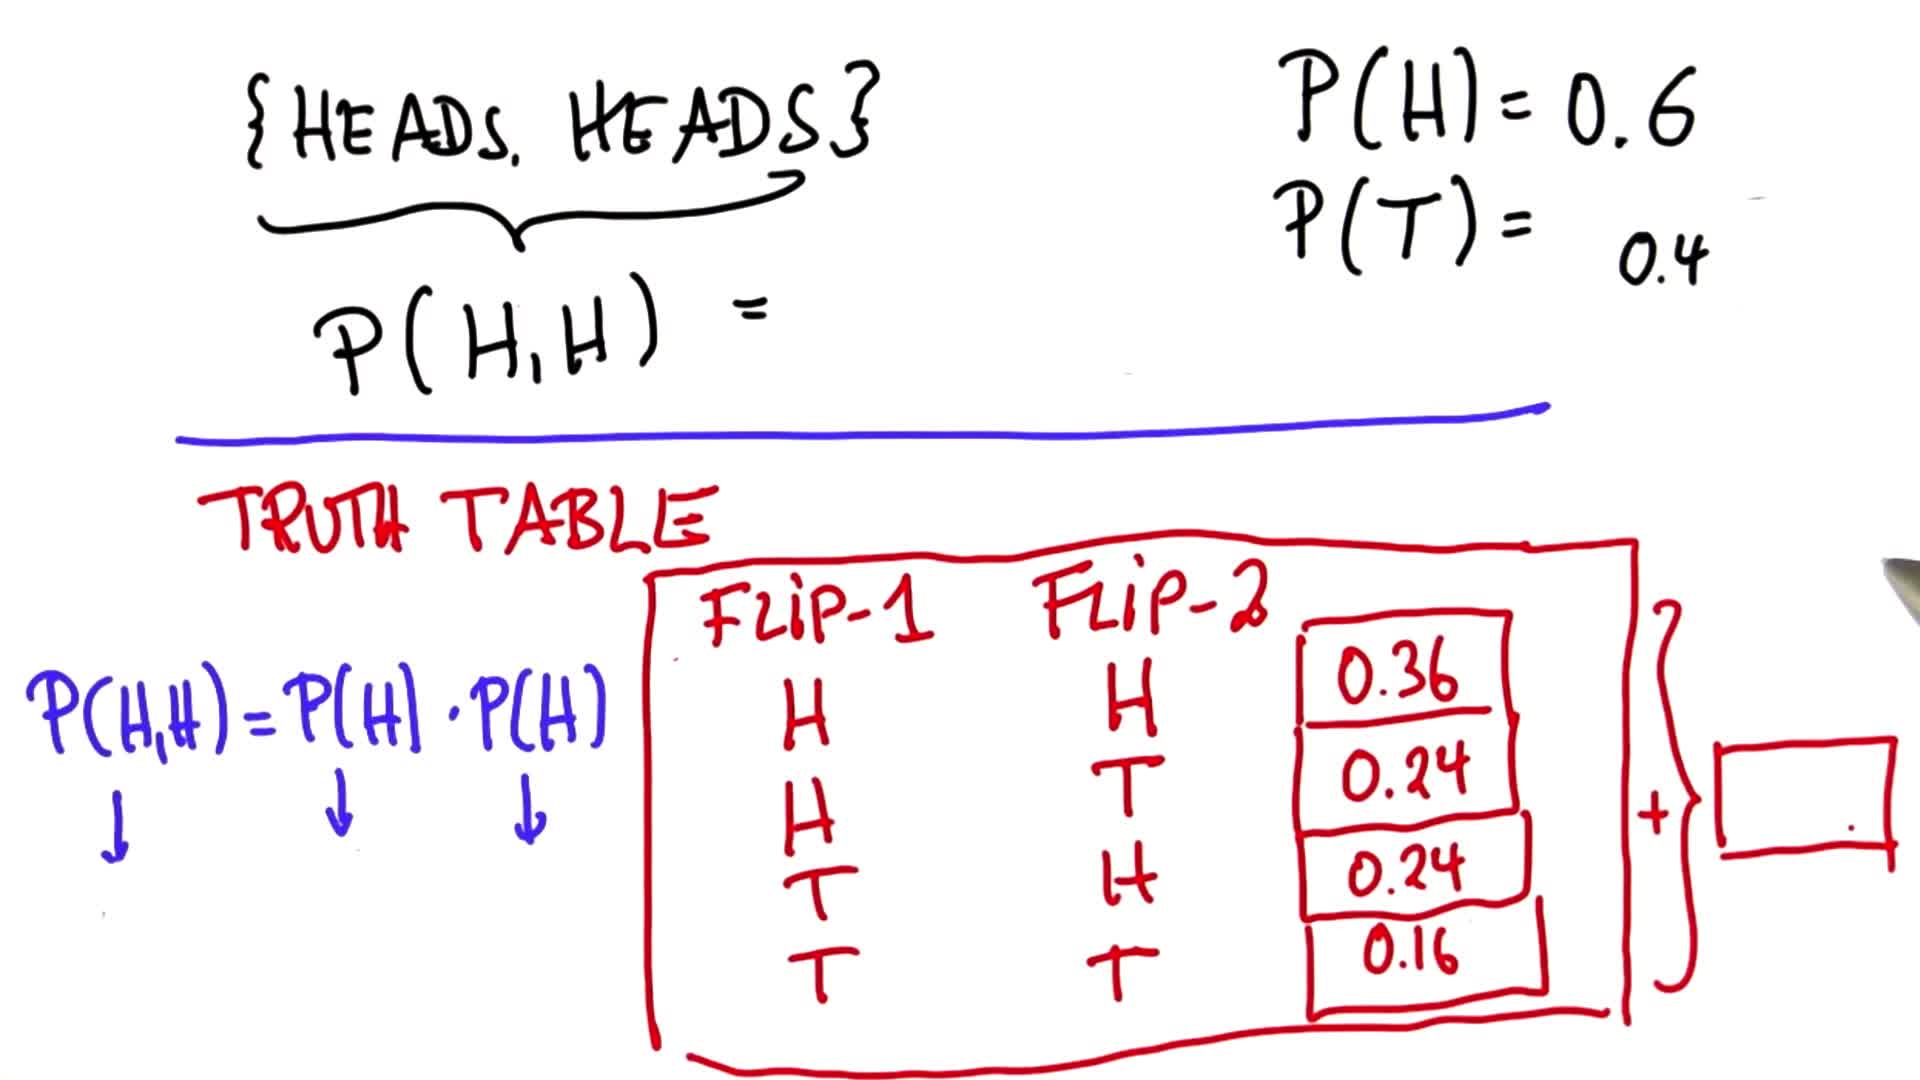 {HEADS, HEADS}
P(H) = 0.6
P(T) = 0.4
P(H,H) =
TRUTH TABLE
FLIP-1 FLIP-2
P(H,H) = P(H) · P(H)
H H 0.36
H T 0.24
T H 0.24
T T 0.16
+